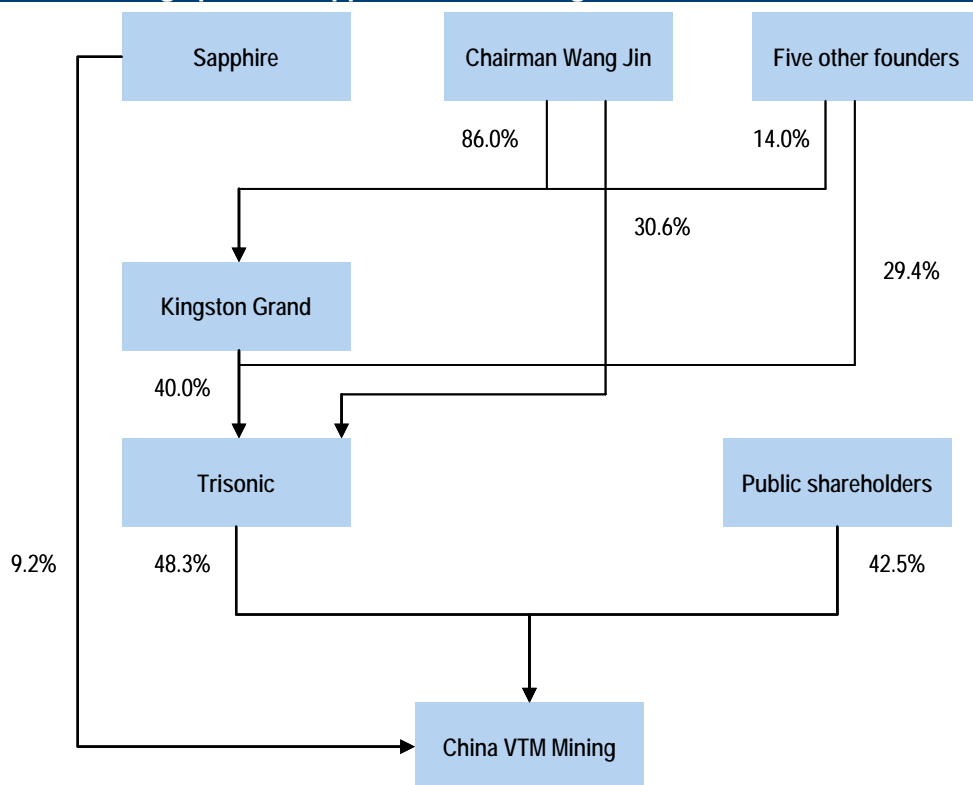 Sapphire
Chairman Wang Jin
Five other founders
86.0%
14.0%
30.6%
29.4%
Kingston Grand
40.0%
Trisonic
Public shareholders
9.2%
48.3%
42.5%
China VTM Mining